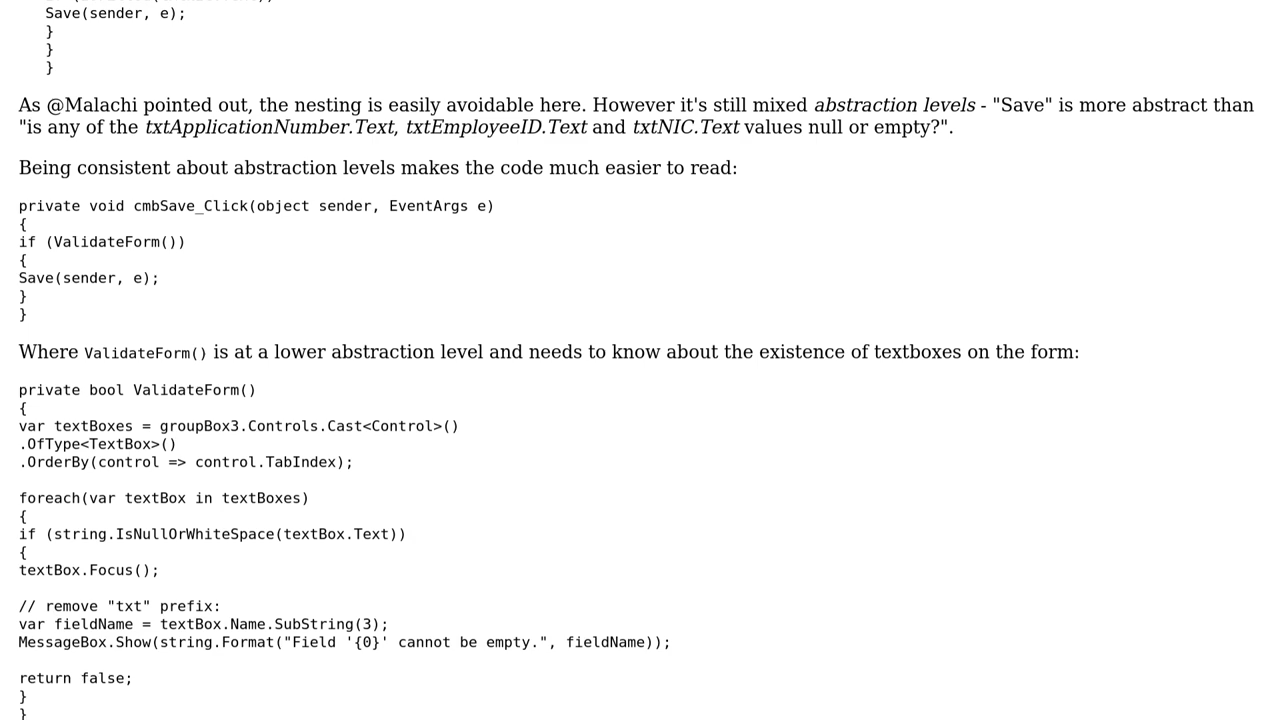 Save(sender, e);
}
}
}
As @Malachi pointed out, the nesting is easily avoidable here. However it's still mixed abstraction levels - "Save" is more abstract than
"is any of the txtApplicationNumber.Text, txtEmployeeID.Text and txtNIC.Text values null or empty?".
Being consistent about abstraction levels makes the code much easier to read:
private void cmbSave_Click(object sender, EventArgs e)
{
if (ValidateForm())
{
Save(sender, e);
}
}
Where ValidateForm() is at a lower abstraction level and needs to know about the existence of textboxes on the form:
private bool ValidateForm()
{
var textBoxes = groupBox3.Controls.Cast<Control>()
.OfType<TextBox>()
.OrderBy(control => control.TabIndex);
foreach(var textBox in textBoxes)
{
if (string.IsNullOrWhiteSpace(textBox.Text))
{
textBox.Focus();
// remove "txt" prefix:
var fieldName = textBox.Name.SubString(3);
MessageBox.Show(string.Format("Field '{0}' cannot be empty.", fieldName));
return false;
}
}